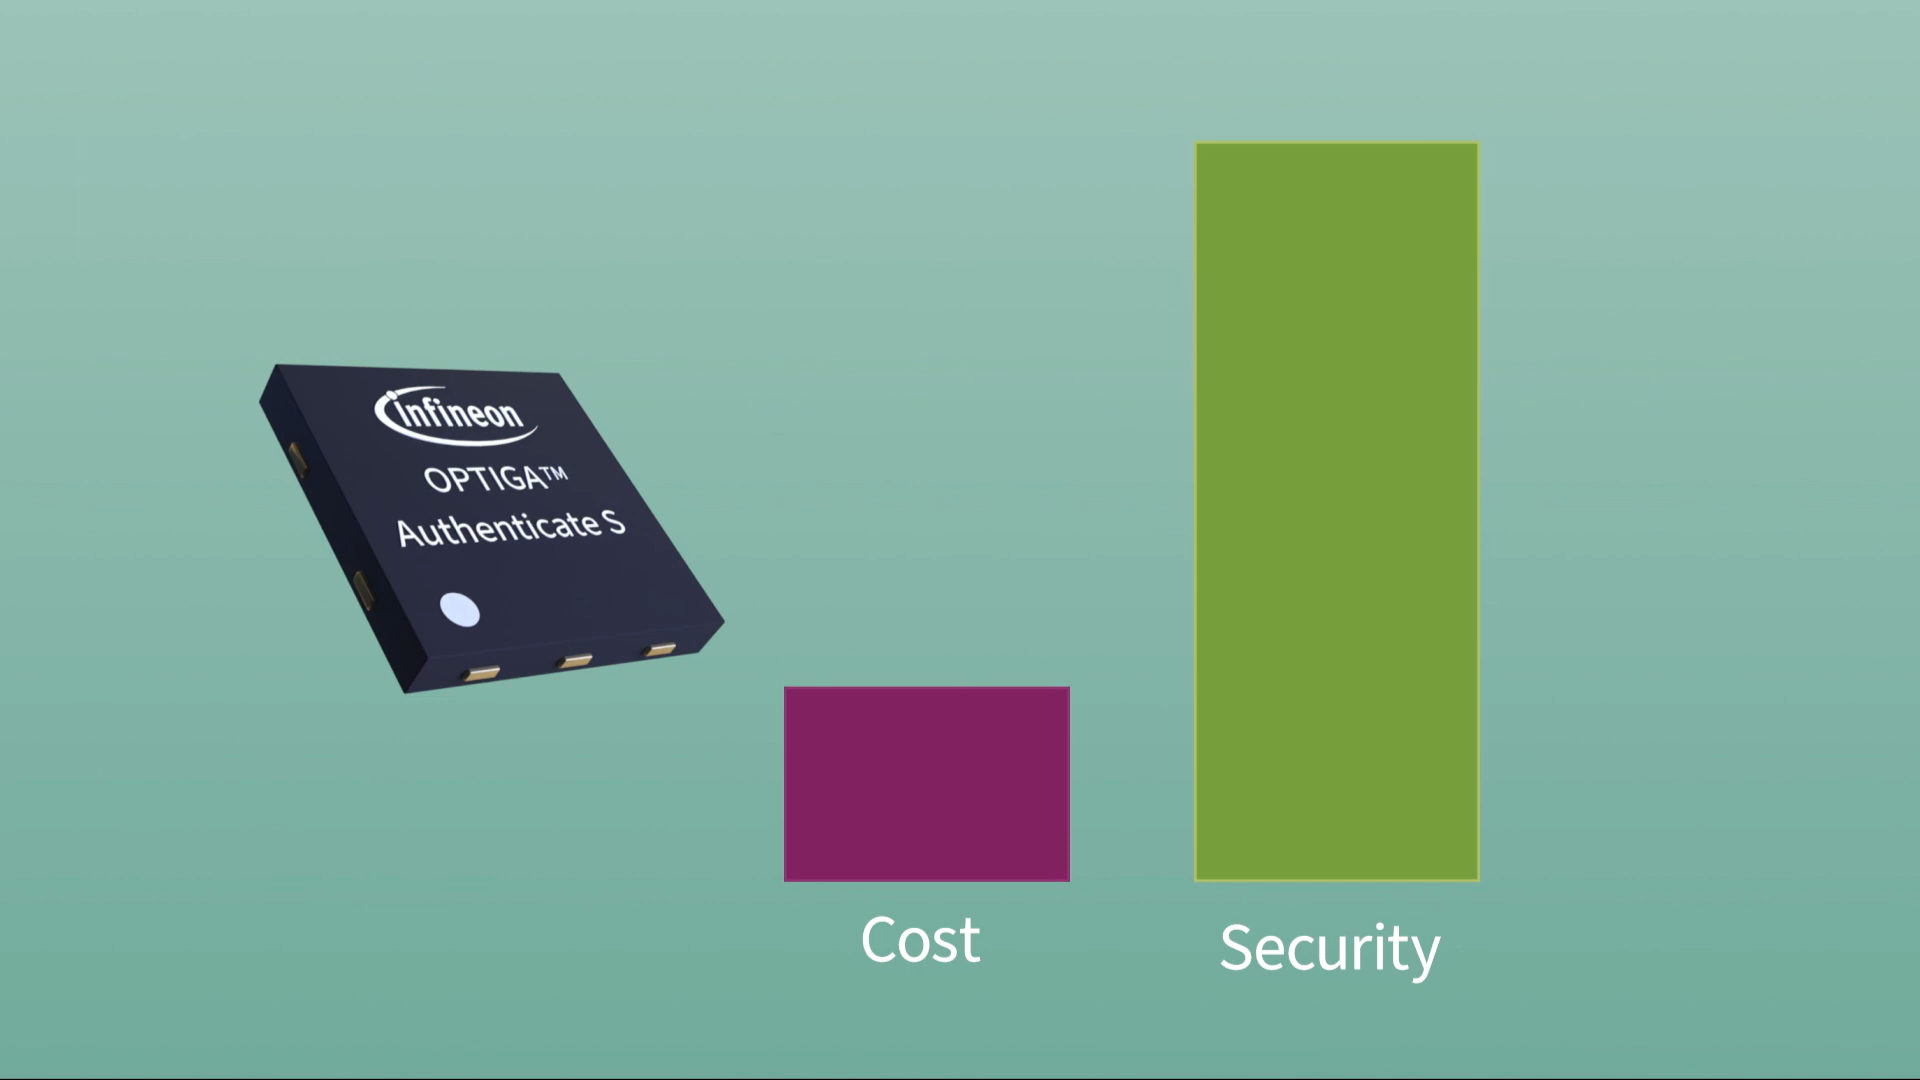 infineon
OPTIGA™
Authenticate S
Cost
Security